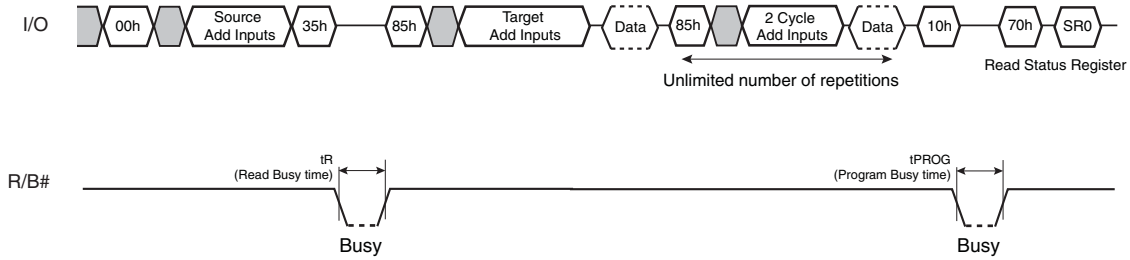 I/O
00h
Source
Add Inputs
35h
85h
Target
Add Inputs
Data
85h
2 Cycle
Add Inputs
Data
10h
70h
SR0
Unlimited number of repetitions
Read Status Register
R/B#
tR
(Read Busy time)
Busy
tPROG
(Program Busy time)
Busy